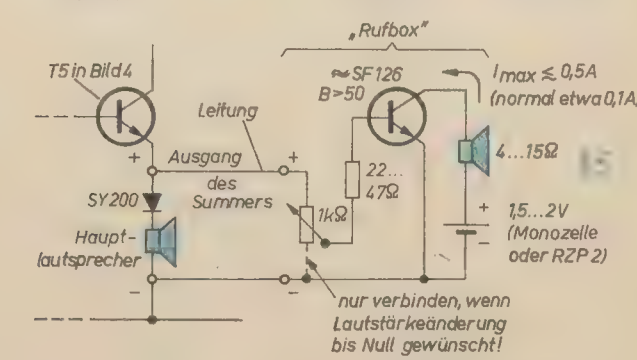 „Rufbox"
T5 in Bild 4
≈SF126
B>50
Imax ≲ 0,5A
(normal etwa 0,1A)
Leitung
+
Ausgang
des
Summers
+
SY200
Haupt-
lautsprecher
1kΩ
22...
47Ω
4...15Ω
+
1,5...2V
−
(Monozelle
oder RZP 2)
−
−
nur verbinden, wenn
Lautstärkeänderung
bis Null gewünscht!